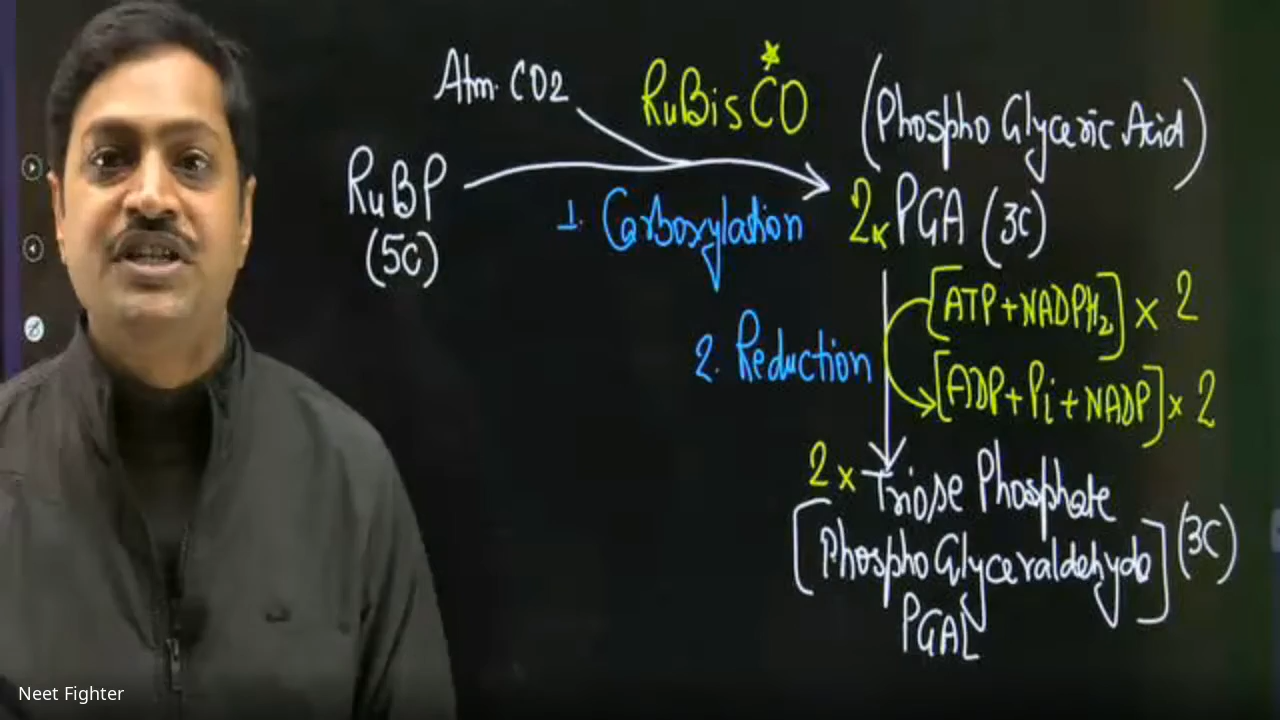 Atm. CO2
RuBisCO
(Phospho Glyceric Acid)
RuBP
(5C)
1. Carboxylation
2x PGA (3C)
[ATP+NADPH2] x 2
2. Reduction
[ADP+Pi+NADP] x 2
2x Triose Phosphate
[Phospho Glyceraldehyde] (3C)
PGAL
Neet Fighter